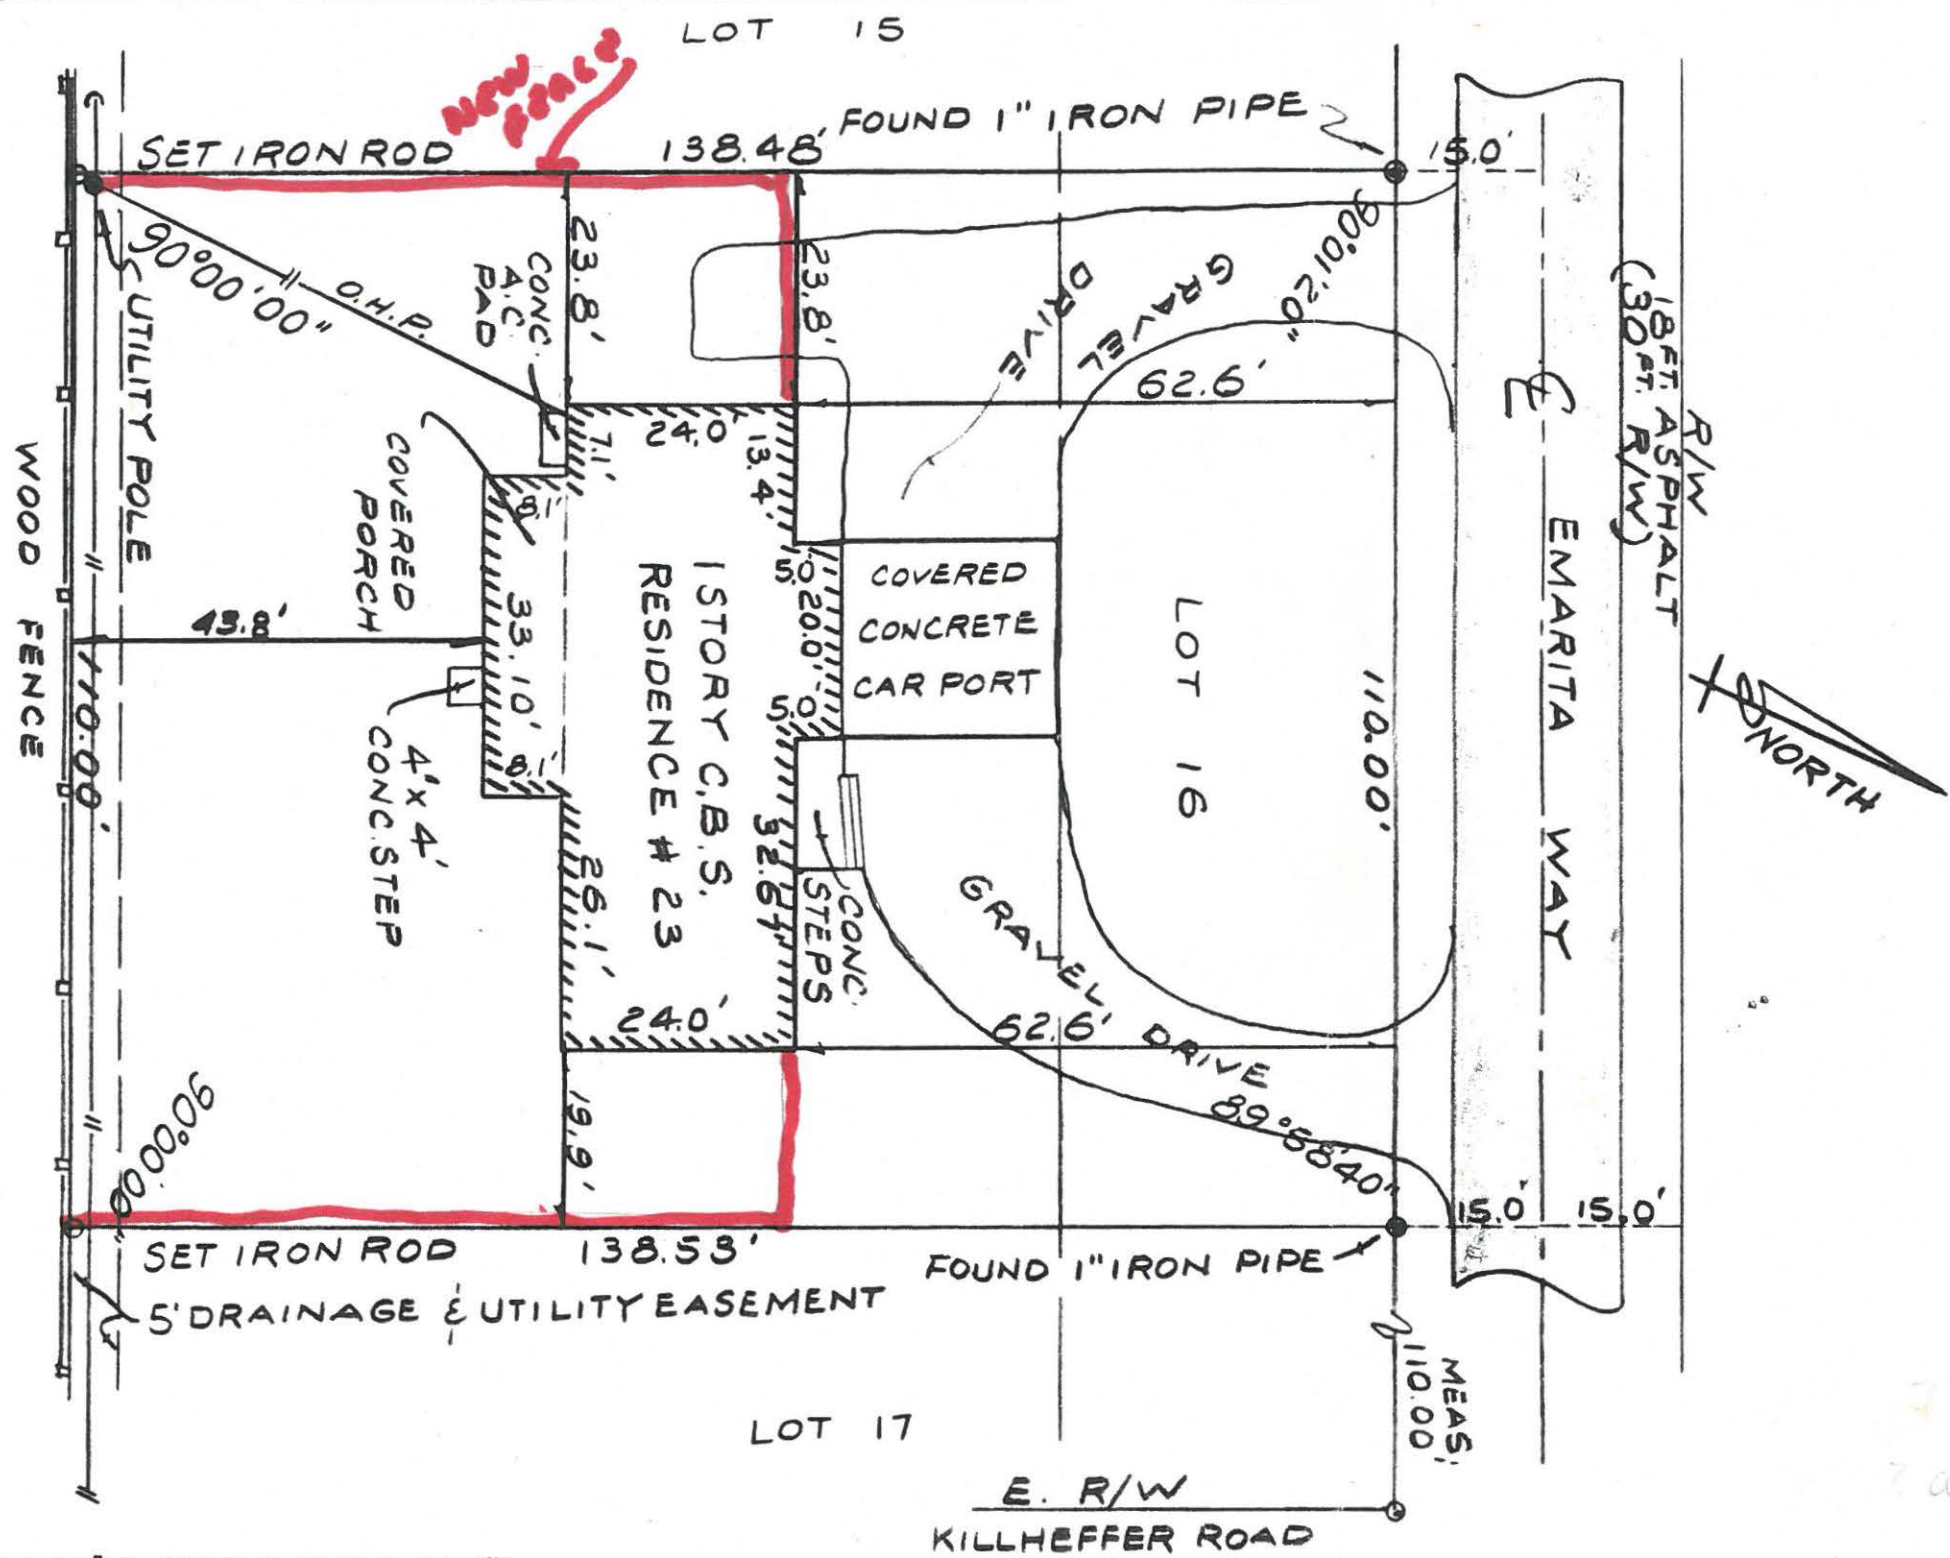 LOT 15
NEW
FENCE
SET IRON ROD
138.48'
FOUND 1" IRON PIPE
15.0'
90°00'00"
O.H.P.
CONC.
A.C.
PAD
23.8'
23.8'
GRAVEL
DRIVE
90°01'20"
62.6'
℄
R/W
18 FT. ASPHALT
(30 FT. R/W)
UTILITY POLE
WOOD FENCE
COVERED
PORCH
7.1'
24.0'
13.4'
8.1'
33.10'
8.1'
43.8'
110.00'
4' x 4'
CONC. STEP
1 STORY C.B.S.
RESIDENCE # 23
5.0'
20.0'
5.0'
COVERED
CONCRETE
CAR PORT
LOT 16
110.00'
EMARITA WAY
NORTH
26.1'
32.6'
CONC.
STEPS
24.0'
GRAVEL DRIVE
62.6'
89°58'40"
19.9'
90°00'00
SET IRON ROD
138.53'
FOUND 1" IRON PIPE
15.0'
15.0'
5' DRAINAGE & UTILITY EASEMENT
MEAS.
110.00'
LOT 17
E. R/W
KILLHEFFER ROAD